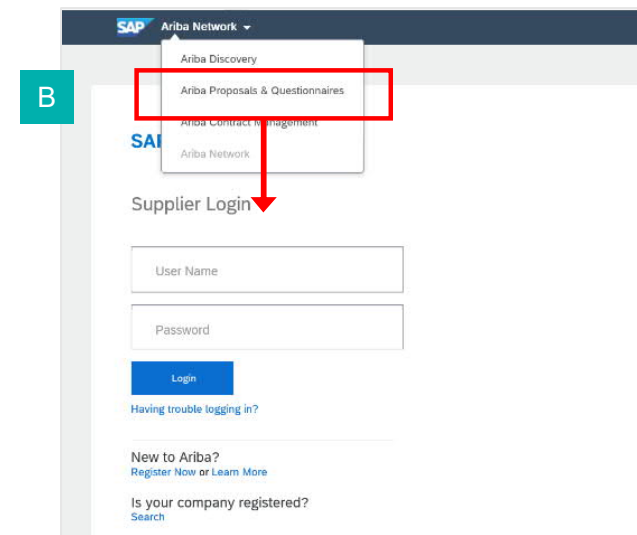 SAP Ariba Network
Ariba Discovery
B
Ariba Proposals & Questionnaires
Ariba Contract Management
SA
Ariba Network
Supplier Login
User Name
Password
Login
Having trouble logging in?
New to Ariba?
Register Now or Learn More
Is your company registered?
Search